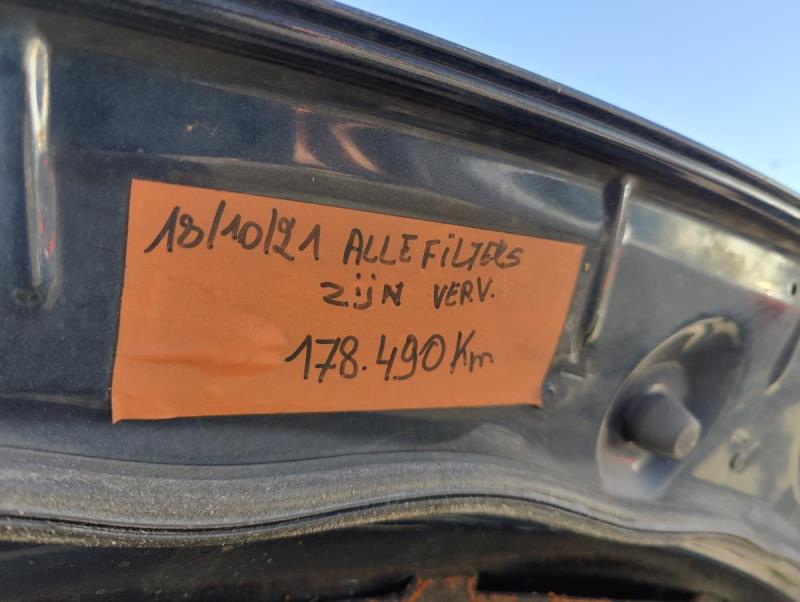 18/10/21 ALLE FiLTERS
ZijN VERV.
178.490 Km